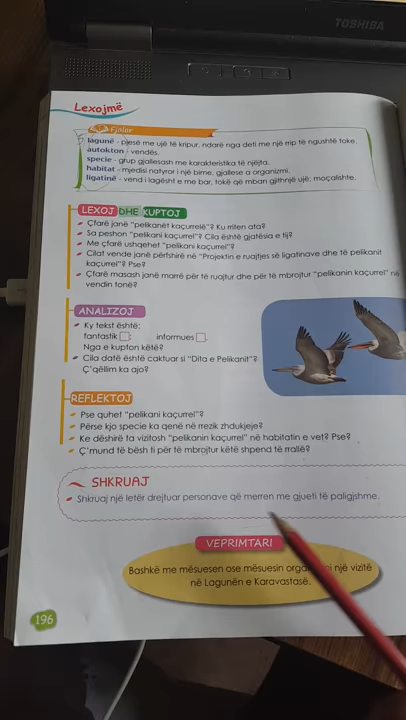 TOSHIBA
Lexojmë
Fjalor
lagunë - pjesë me ujë të kripur, ndarë nga deti me një rrip të ngushtë toke.
autokton - vendës.
specie - grup gjallesash me karakteristika të njëjta.
habitat - mjedisi natyror i një bime, gjallese a organizmi.
ligatinë - vend i lagësht e me bar, tokë që mban gjithnjë ujë; moçalishte.
LEXOJ DHE KUPTOJ
Çfarë janë "pelikanët kaçurrelë"? Ku rriten ata?
Sa peshon "pelikani kaçurrel"? Cila është gjatësia e tij?
Me çfarë ushqehet "pelikani kaçurrel"?
Cilat vende janë përfshirë në "Projektin e ruajtjes së ligatinave dhe të pelikanit
kaçurrel"? Pse?
Çfarë masash janë marrë për të ruajtur dhe për të mbrojtur "pelikanin kaçurrel" në
vendin tonë?
ANALIZOJ
Ky tekst është:
fantastik ; informues .
Nga e kupton këtë?
Cila datë është caktuar si "Dita e Pelikanit"?
Ç'qëllim ka ajo?
REFLEKTOJ
Pse quhet "pelikani kaçurrel"?
Përse kjo specie ka qenë në rrezik zhdukjeje?
Ke dëshirë ta vizitosh "pelikanin kaçurrel" në habitatin e vet? Pse?
Ç'mund të bësh ti për të mbrojtur këtë shpend të rrallë?
SHKRUAJ
Shkruaj një letër drejtuar personave që merren me gjueti të paligjshme.
VEPRIMTARI
Bashkë me mësuesen ose mësuesin një vizitë
në Lagunën e Karavastasë.
196